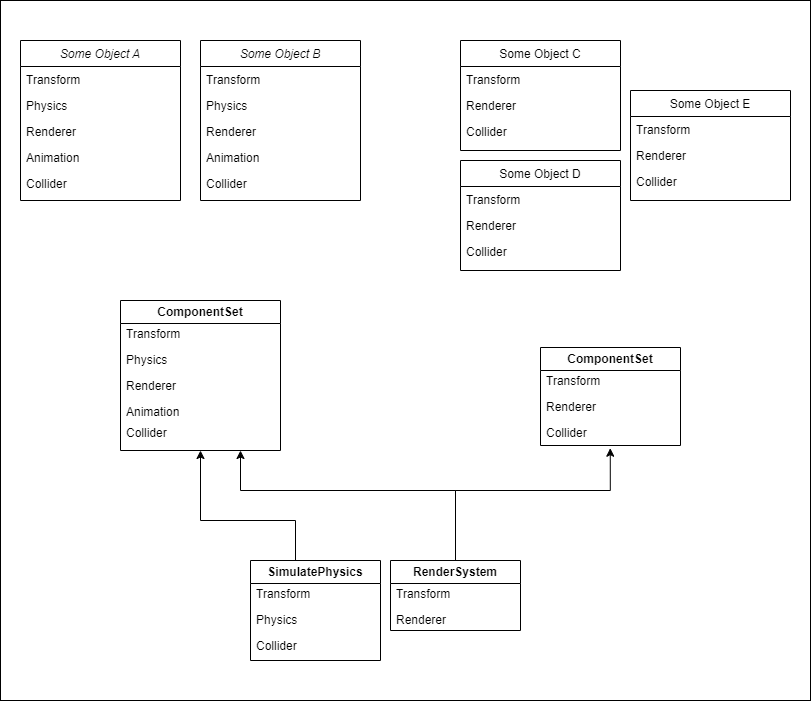 Some Object A
Transform
Physics
Renderer
Animation
Collider
Some Object B
Transform
Physics
Renderer
Animation
Collider
Some Object C
Transform
Renderer
Collider
Some Object E
Transform
Renderer
Collider
Some Object D
Transform
Renderer
Collider
ComponentSet
Transform
Physics
Renderer
Animation
Collider
ComponentSet
Transform
Renderer
Collider
SimulatePhysics
Transform
Physics
Collider
RenderSystem
Transform
Renderer